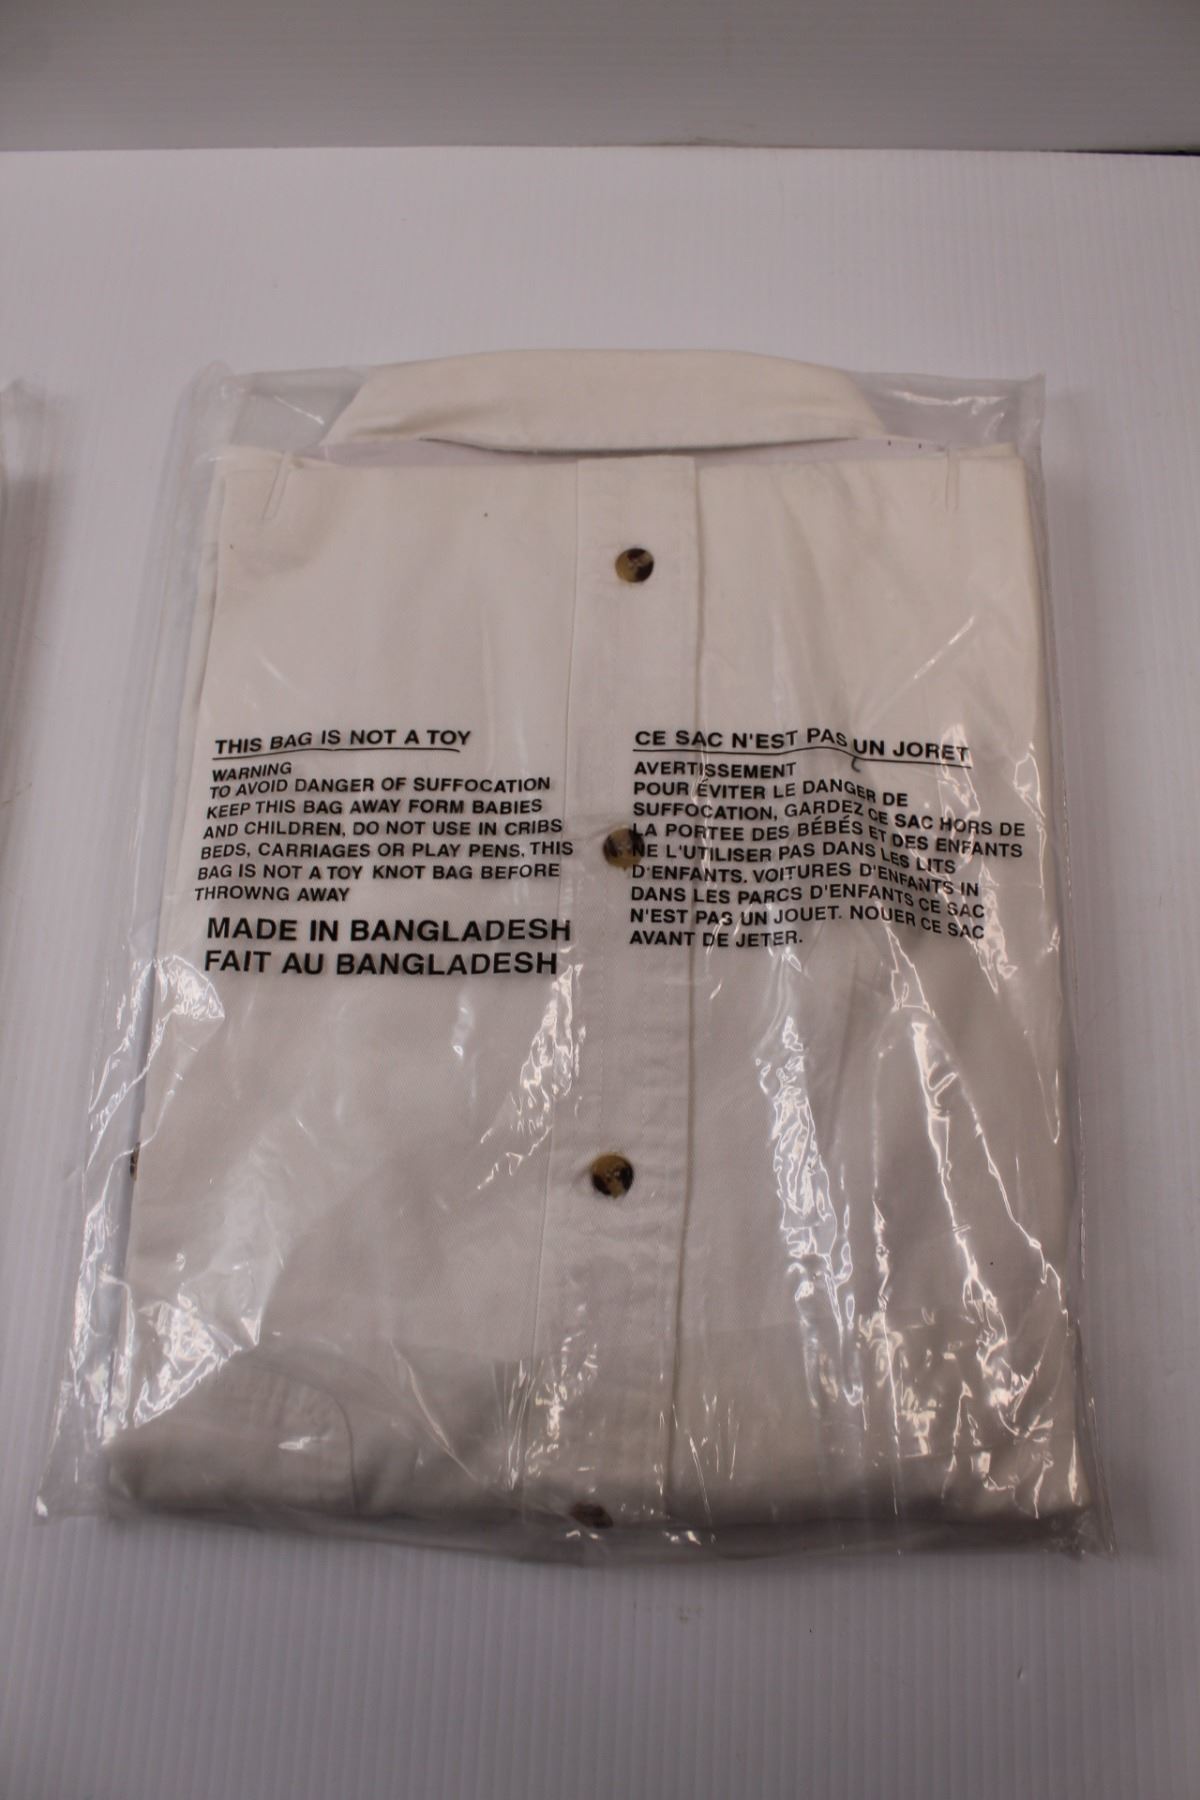 THIS BAG IS NOT A TOY
WARNING
TO AVOID DANGER OF SUFFOCATION
KEEP THIS BAG AWAY FORM BABIES
AND CHILDREN, DO NOT USE IN CRIBS
BEDS, CARRIAGES OR PLAY PENS, THIS
BAG IS NOT A TOY KNOT BAG BEFORE
THROWNG AWAY
MADE IN BANGLADESH
FAIT AU BANGLADESH
CE SAC N'EST PAS UN JORET
AVERTISSEMENT
POUR ÉVITER LE DANGER DE
SUFFOCATION, GARDEZ CE SAC HORS DE
LA PORTEE DES BÉBÉS ET DES ENFANTS
NE L'UTILISER PAS DANS LES LITS
D'ENFANTS. VOITURES D'ENFANTS IN
DANS LES PARCS D'ENFANTS CE SAC
N'EST PAS UN JOUET. NOUER CE SAC
AVANT DE JETER.